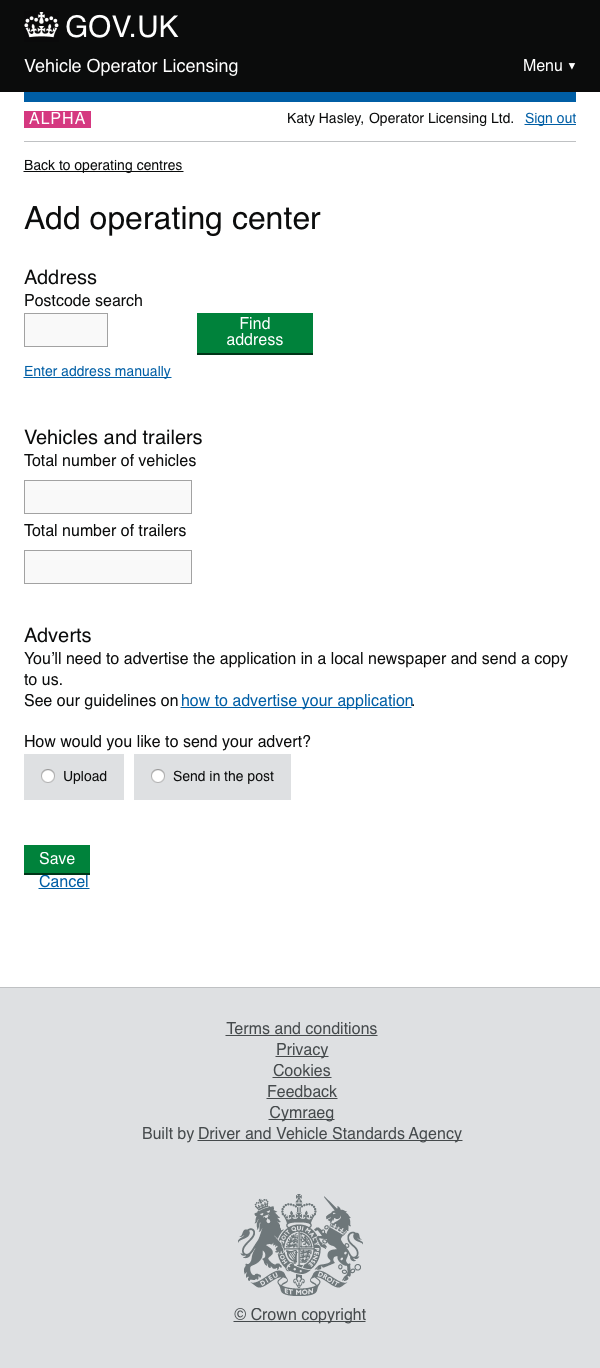 GOV.UK
Vehicle Operator Licensing
Menu ▼
ALPHA
Katy Hasley, Operator Licensing Ltd. Sign out
Back to operating centres
Add operating center
Address
Postcode search
Find
address
Enter address manually
Vehicles and trailers
Total number of vehicles
Total number of trailers
Adverts
You'll need to advertise the application in a local newspaper and send a copy
to us.
See our guidelines on how to advertise your application.
How would you like to send your advert?
Upload
Send in the post
Save
Cancel
Terms and conditions
Privacy
Cookies
Feedback
Cymraeg
Built by Driver and Vehicle Standards Agency
DIEU ET MON DROIT
© Crown copyright